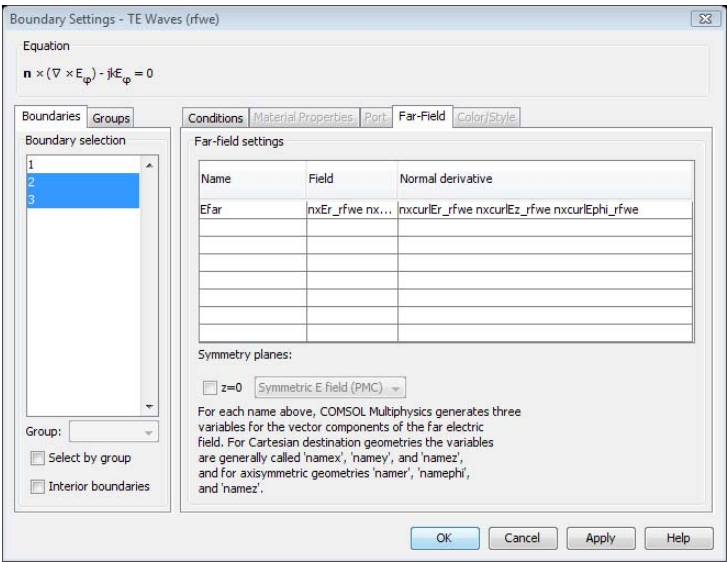 Boundary Settings - TE Waves (rfwe)
Equation
n × (∇ × Eφ) - jkEφ = 0
Boundaries Groups
Boundary selection
1
2
3
Group:
Select by group
Interior boundaries
Conditions Material Properties Port Far-Field Color/Style
Far-field settings
Name Field Normal derivative
Efar nxEr_rfwe nx... nxcurlEr_rfwe nxcurlEz_rfwe nxcurlEphi_rfwe
Symmetry planes:
z=0 Symmetric E field (PMC)
For each name above, COMSOL Multiphysics generates three
variables for the vector components of the far electric
field. For Cartesian destination geometries the variables
are generally called 'namex', 'namey', and 'namez',
and for axisymmetric geometries 'namer', 'namephi',
and 'namez'.
OK Cancel Apply Help